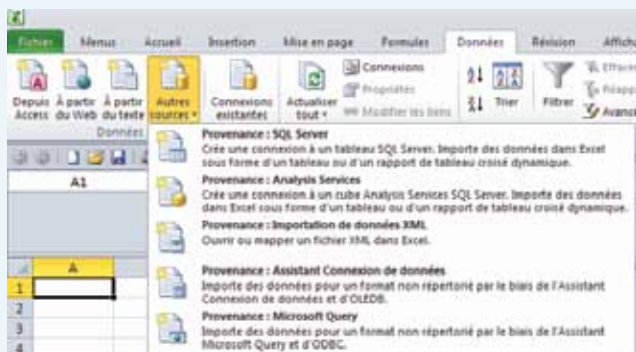 Fichier Menus Accueil Insertion Mise en page Formules Données Révision Afficha
Depuis Access
À partir du Web
À partir du texte
Autres sources
Connexions existantes
Actualiser tout
Connexions
Propriétés
Modifier les liens
Trier
Filtrer
Effacer
Réapp
Avancé
Données
Provenance : SQL Server
Crée une connexion à un tableau SQL Server. Importe des données dans Excel
sous forme d'un tableau ou d'un rapport de tableau croisé dynamique.
Provenance : Analysis Services
Crée une connexion à un cube Analysis Services SQL Server. Importe des données
dans Excel sous forme d'un tableau ou d'un rapport de tableau croisé dynamique.
Provenance : Importation de données XML
Ouvrir ou mapper un fichier XML dans Excel.
Provenance : Assistant Connexion de données
Importe des données pour un format non répertorié par le biais de l'Assistant
Connexion de données et d'OLEDB.
Provenance : Microsoft Query
Importe des données pour un format non répertorié par le biais de l'Assistant
Microsoft Query et d'ODBC.
A1
A
1
2
3
4